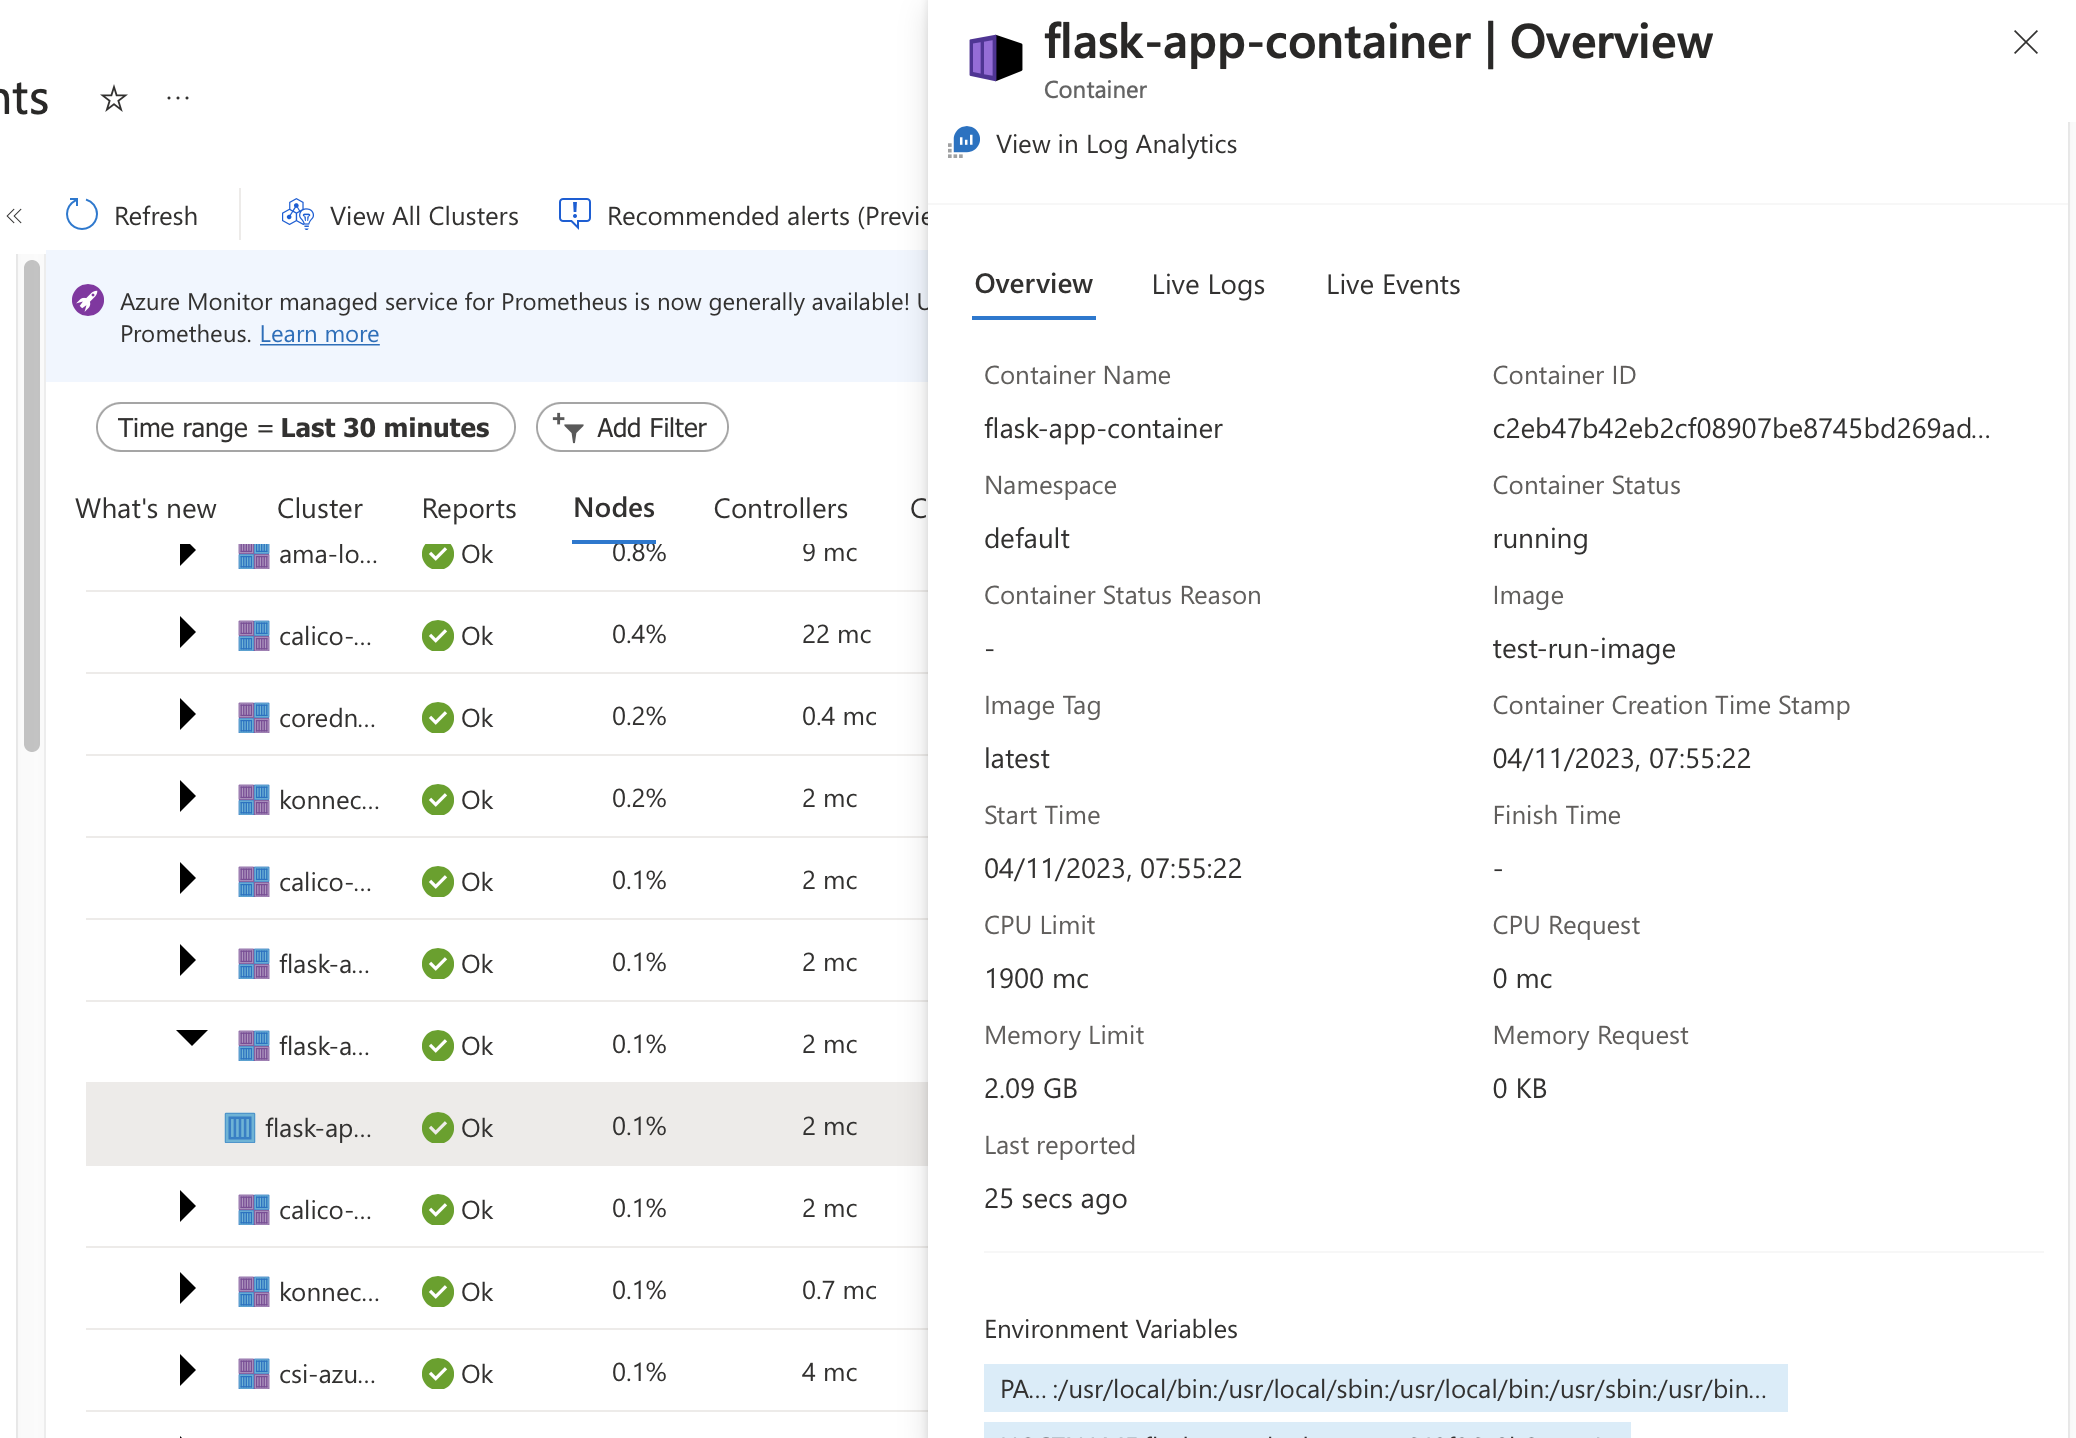 nts
Refresh
View All Clusters
Recommended alerts (Previe
Azure Monitor managed service for Prometheus is now generally available! U
Prometheus. Learn more
Time range = Last 30 minutes
Add Filter
What's new Cluster Reports Nodes Controllers C
ama-lo... Ok 0.8% 9 mc
calico-... Ok 0.4% 22 mc
coredn... Ok 0.2% 0.4 mc
konnec... Ok 0.2% 2 mc
calico-... Ok 0.1% 2 mc
flask-a... Ok 0.1% 2 mc
flask-a... Ok 0.1% 2 mc
flask-ap... Ok 0.1% 2 mc
calico-... Ok 0.1% 2 mc
konnec... Ok 0.1% 0.7 mc
csi-azu... Ok 0.1% 4 mc
flask-app-container | Overview
Container
View in Log Analytics
Overview Live Logs Live Events
Container Name
flask-app-container
Container ID
c2eb47b42eb2cf08907be8745bd269ad...
Namespace
default
Container Status
running
Container Status Reason
-
Image
test-run-image
Image Tag
latest
Container Creation Time Stamp
04/11/2023, 07:55:22
Start Time
04/11/2023, 07:55:22
Finish Time
-
CPU Limit
1900 mc
CPU Request
0 mc
Memory Limit
2.09 GB
Memory Request
0 KB
Last reported
25 secs ago
Environment Variables
PA... :/usr/local/bin:/usr/local/sbin:/usr/local/bin:/usr/sbin:/usr/bin...